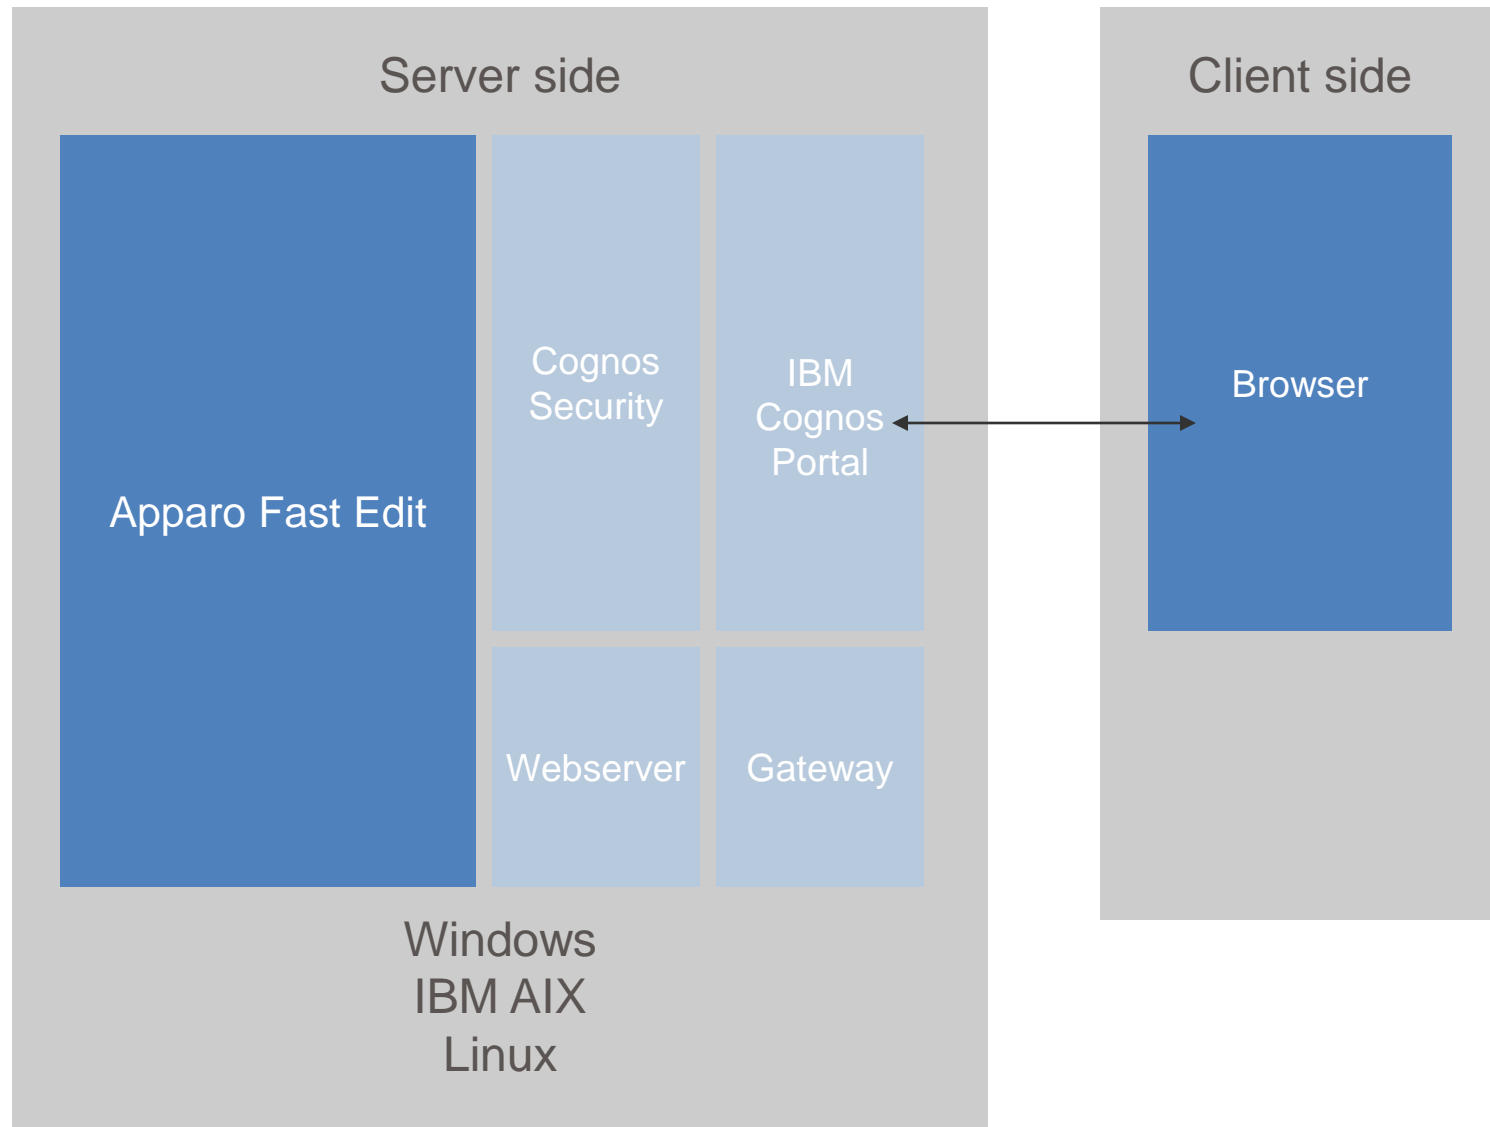 Server side
Client side
Apparo Fast Edit
Cognos
Security
IBM
Cognos
Portal
Browser
Webserver
Gateway
Windows
IBM AIX
Linux